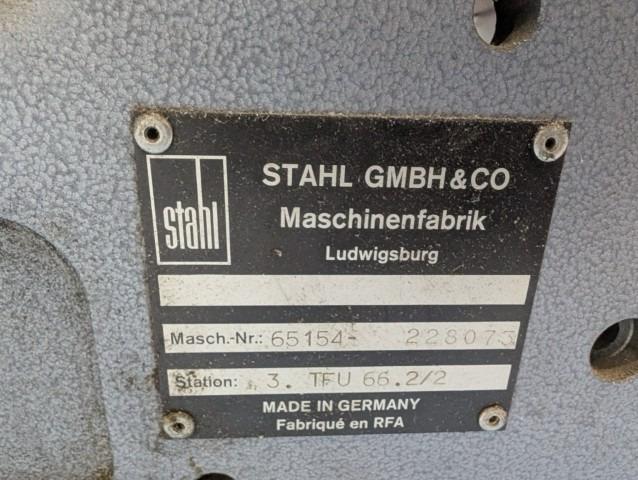 stahl
STAHL GMBH & CO
Maschinenfabrik
Ludwigsburg
Masch.-Nr.: 65154- 228073
Station: 3. TFU 66.2/2
MADE IN GERMANY
Fabriqué en RFA